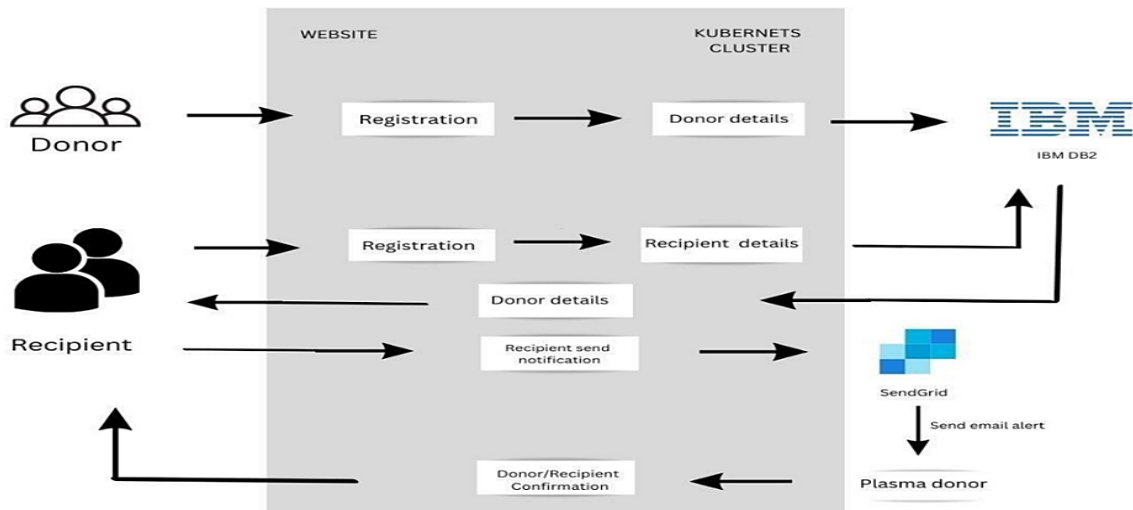 WEBSITE
KUBERNETS
CLUSTER
Donor
Registration
Donor details
IBM
IBM DB2
Registration
Recipient details
Donor details
Recipient
Recipient send
notification
SendGrid
Send email alert
Donor/Recipient
Confirmation
Plasma donor